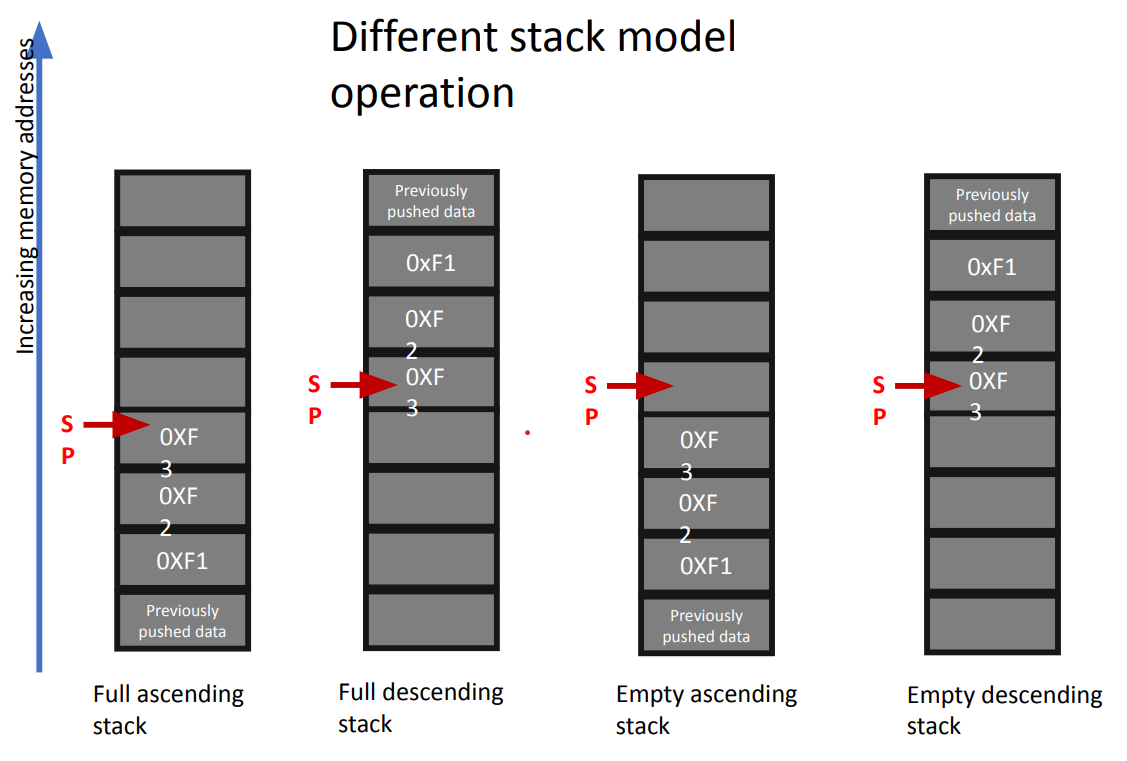 Different stack model
operation
Increasing memory addresses
S
P
0XF
3
0XF
2
0XF1
Previously
pushed data
Full ascending
stack
Previously
pushed data
0xF1
0XF
2
S
P
0XF
3
Full descending
stack
S
P
0XF
3
0XF
2
0XF1
Previously
pushed data
Empty ascending
stack
Previously
pushed data
0xF1
0XF
2
S
P
0XF
3
Empty descending
stack